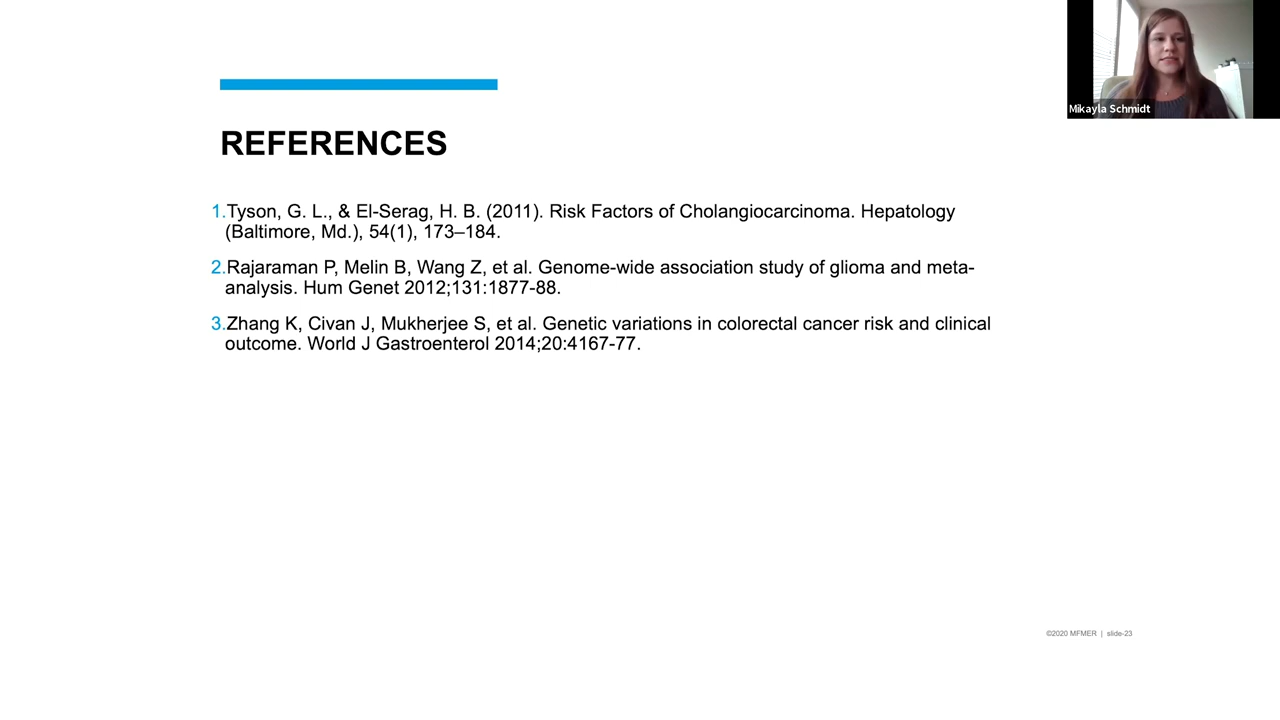 Mikayla Schmidt
REFERENCES
1.Tyson, G. L., & El-Serag, H. B. (2011). Risk Factors of Cholangiocarcinoma. Hepatology
(Baltimore, Md.), 54(1), 173–184.
2.Rajaraman P, Melin B, Wang Z, et al. Genome-wide association study of glioma and meta-
analysis. Hum Genet 2012;131:1877-88.
3.Zhang K, Civan J, Mukherjee S, et al. Genetic variations in colorectal cancer risk and clinical
outcome. World J Gastroenterol 2014;20:4167-77.
©2020 MFMER | slide-23